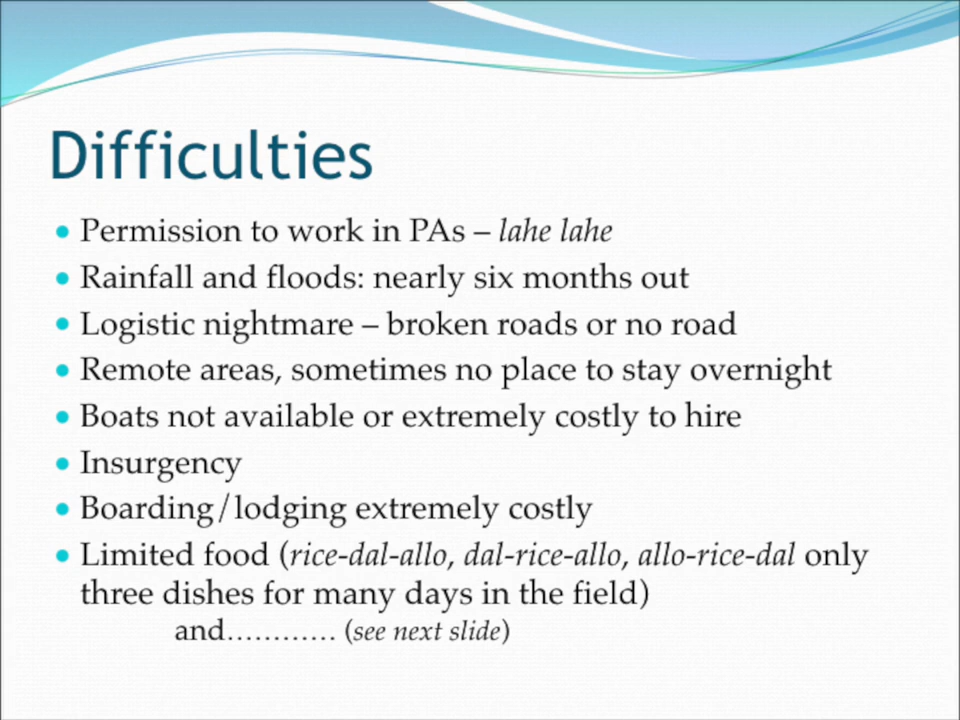 Difficulties
• Permission to work in PAs – lahe lahe
• Rainfall and floods: nearly six months out
• Logistic nightmare – broken roads or no road
• Remote areas, sometimes no place to stay overnight
• Boats not available or extremely costly to hire
• Insurgency
• Boarding/lodging extremely costly
• Limited food (rice-dal-allo, dal-rice-allo, allo-rice-dal only
three dishes for many days in the field)
and………… (see next slide)